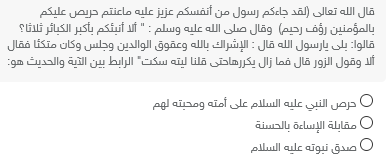 قال الله تعالى (لقد جاءكم رسول من أنفسكم عزيز عليه ماعنتم حريص عليكم
بالمؤمنين رؤف رحيم) وقال صلى الله عليه وسلم : " ألا أنبئكم بأكبر الكبائر ثلاثا؟
قالوا: بلى يارسول الله قال : الإشراك بالله وعقوق الوالدين وجلس وكان متكئا فقال
ألا وقول الزور قال فما زال يكررهاحتى قلنا ليته سكت" الرابط بين الآية والحديث هو:
حرص النبي عليه السلام على أمته ومحبته لهم
مقابلة الإساءة بالحسنة
صدق نبوته عليه السلام